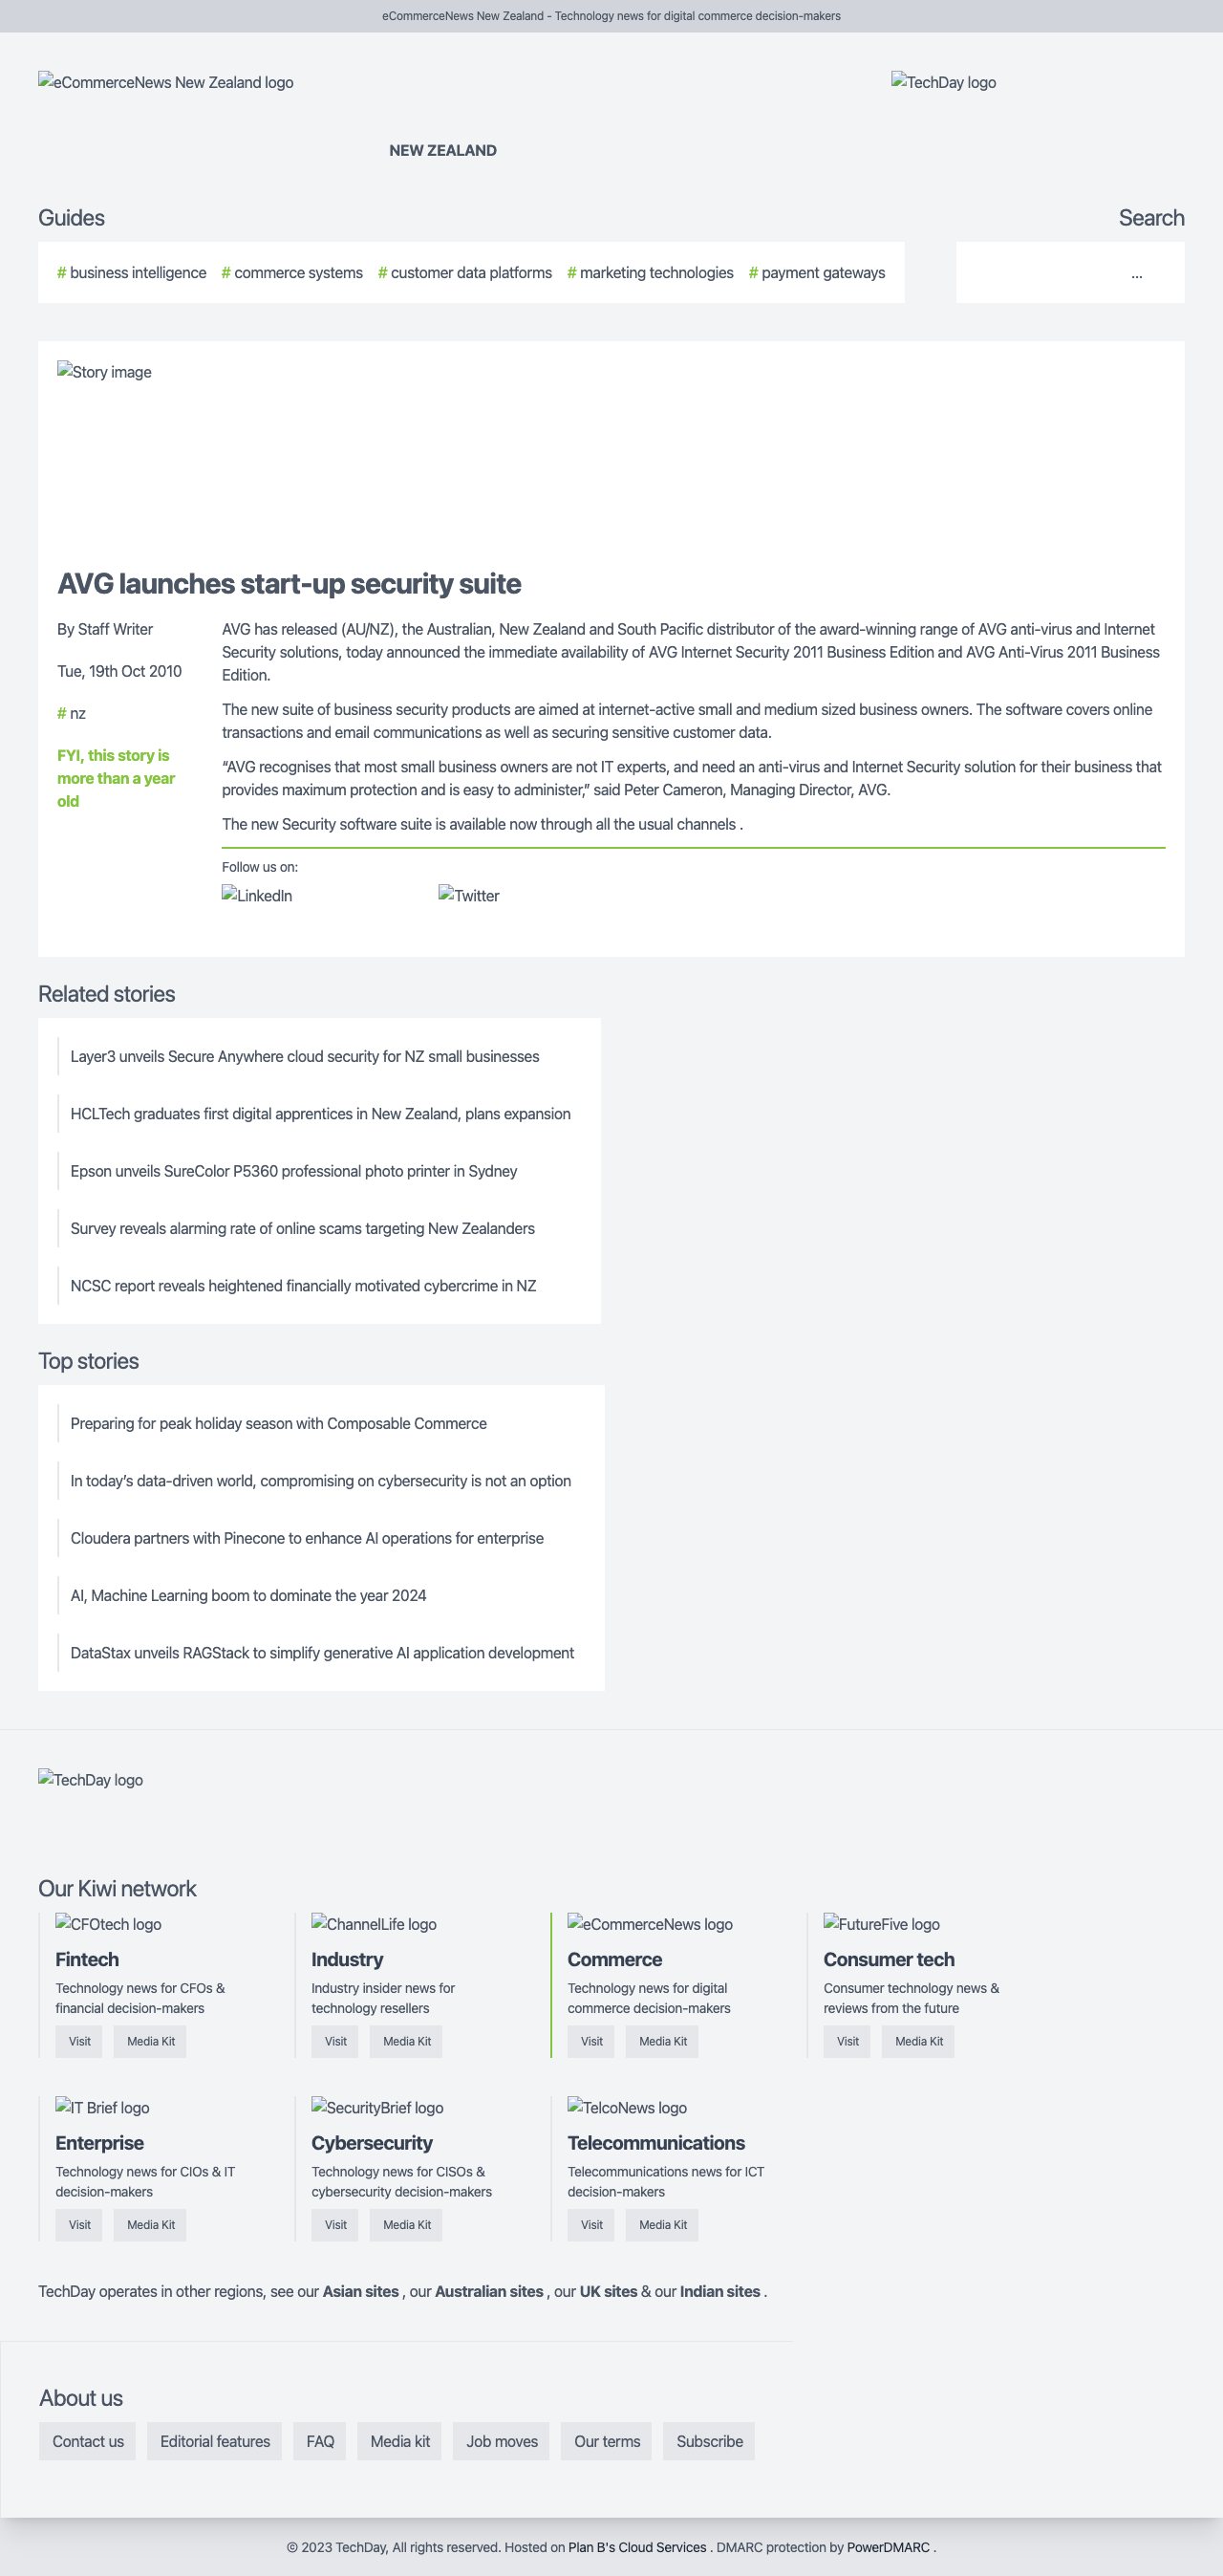 eCommerceNews New Zealand - Technology news for digital commerce decision-makers
eCommerceNews New Zealand logo
TechDay logo
NEW ZEALAND
Guides
Search
# business intelligence # commerce systems # customer data platforms # marketing technologies # payment gateways
...
Story image
AVG launches start-up security suite
By Staff Writer
Tue, 19th Oct 2010
# nz
FYI, this story is
more than a year
old
AVG has released (AU/NZ), the Australian, New Zealand and South Pacific distributor of the award-winning range of AVG anti-virus and Internet
Security solutions, today announced the immediate availability of AVG Internet Security 2011 Business Edition and AVG Anti-Virus 2011 Business
Edition.
The new suite of business security products are aimed at internet-active small and medium sized business owners. The software covers online
transactions and email communications as well as securing sensitive customer data.
“AVG recognises that most small business owners are not IT experts, and need an anti-virus and Internet Security solution for their business that
provides maximum protection and is easy to administer,” said Peter Cameron, Managing Director, AVG.
The new Security software suite is available now through all the usual channels .
Follow us on:
LinkedIn
Twitter
Related stories
Layer3 unveils Secure Anywhere cloud security for NZ small businesses
HCLTech graduates first digital apprentices in New Zealand, plans expansion
Epson unveils SureColor P5360 professional photo printer in Sydney
Survey reveals alarming rate of online scams targeting New Zealanders
NCSC report reveals heightened financially motivated cybercrime in NZ
Top stories
Preparing for peak holiday season with Composable Commerce
In today’s data-driven world, compromising on cybersecurity is not an option
Cloudera partners with Pinecone to enhance AI operations for enterprise
AI, Machine Learning boom to dominate the year 2024
DataStax unveils RAGStack to simplify generative AI application development
TechDay logo
Our Kiwi network
CFOtech logo
Fintech
Technology news for CFOs &
financial decision-makers
Visit
Media Kit
ChannelLife logo
Industry
Industry insider news for
technology resellers
Visit
Media Kit
eCommerceNews logo
Commerce
Technology news for digital
commerce decision-makers
Visit
Media Kit
FutureFive logo
Consumer tech
Consumer technology news &
reviews from the future
Visit
Media Kit
IT Brief logo
Enterprise
Technology news for CIOs & IT
decision-makers
Visit
Media Kit
SecurityBrief logo
Cybersecurity
Technology news for CISOs &
cybersecurity decision-makers
Visit
Media Kit
TelcoNews logo
Telecommunications
Telecommunications news for ICT
decision-makers
Visit
Media Kit
TechDay operates in other regions, see our Asian sites , our Australian sites , our UK sites & our Indian sites .
About us
Contact us
Editorial features
FAQ
Media kit
Job moves
Our terms
Subscribe
© 2023 TechDay, All rights reserved. Hosted on Plan B's Cloud Services . DMARC protection by PowerDMARC .